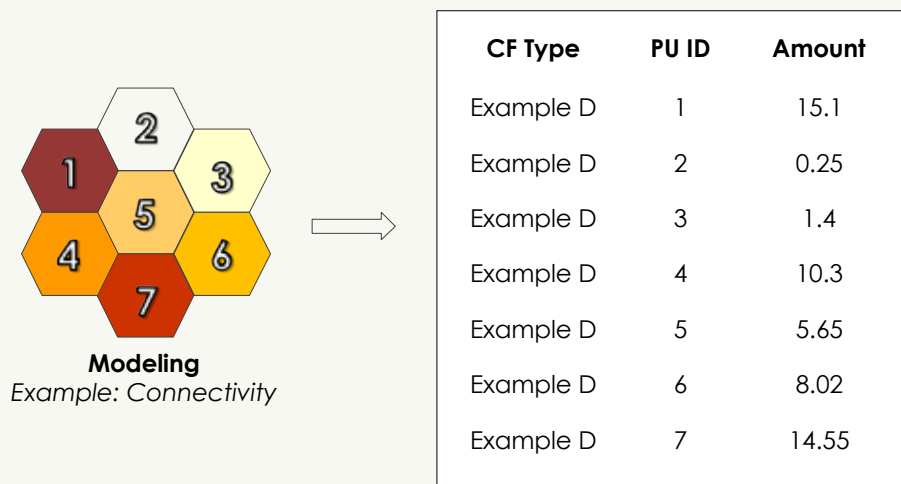 2
1
3
5
4
6
7
Modeling
Example: Connectivity
CF Type PU ID Amount
Example D 1 15.1
Example D 2 0.25
Example D 3 1.4
Example D 4 10.3
Example D 5 5.65
Example D 6 8.02
Example D 7 14.55